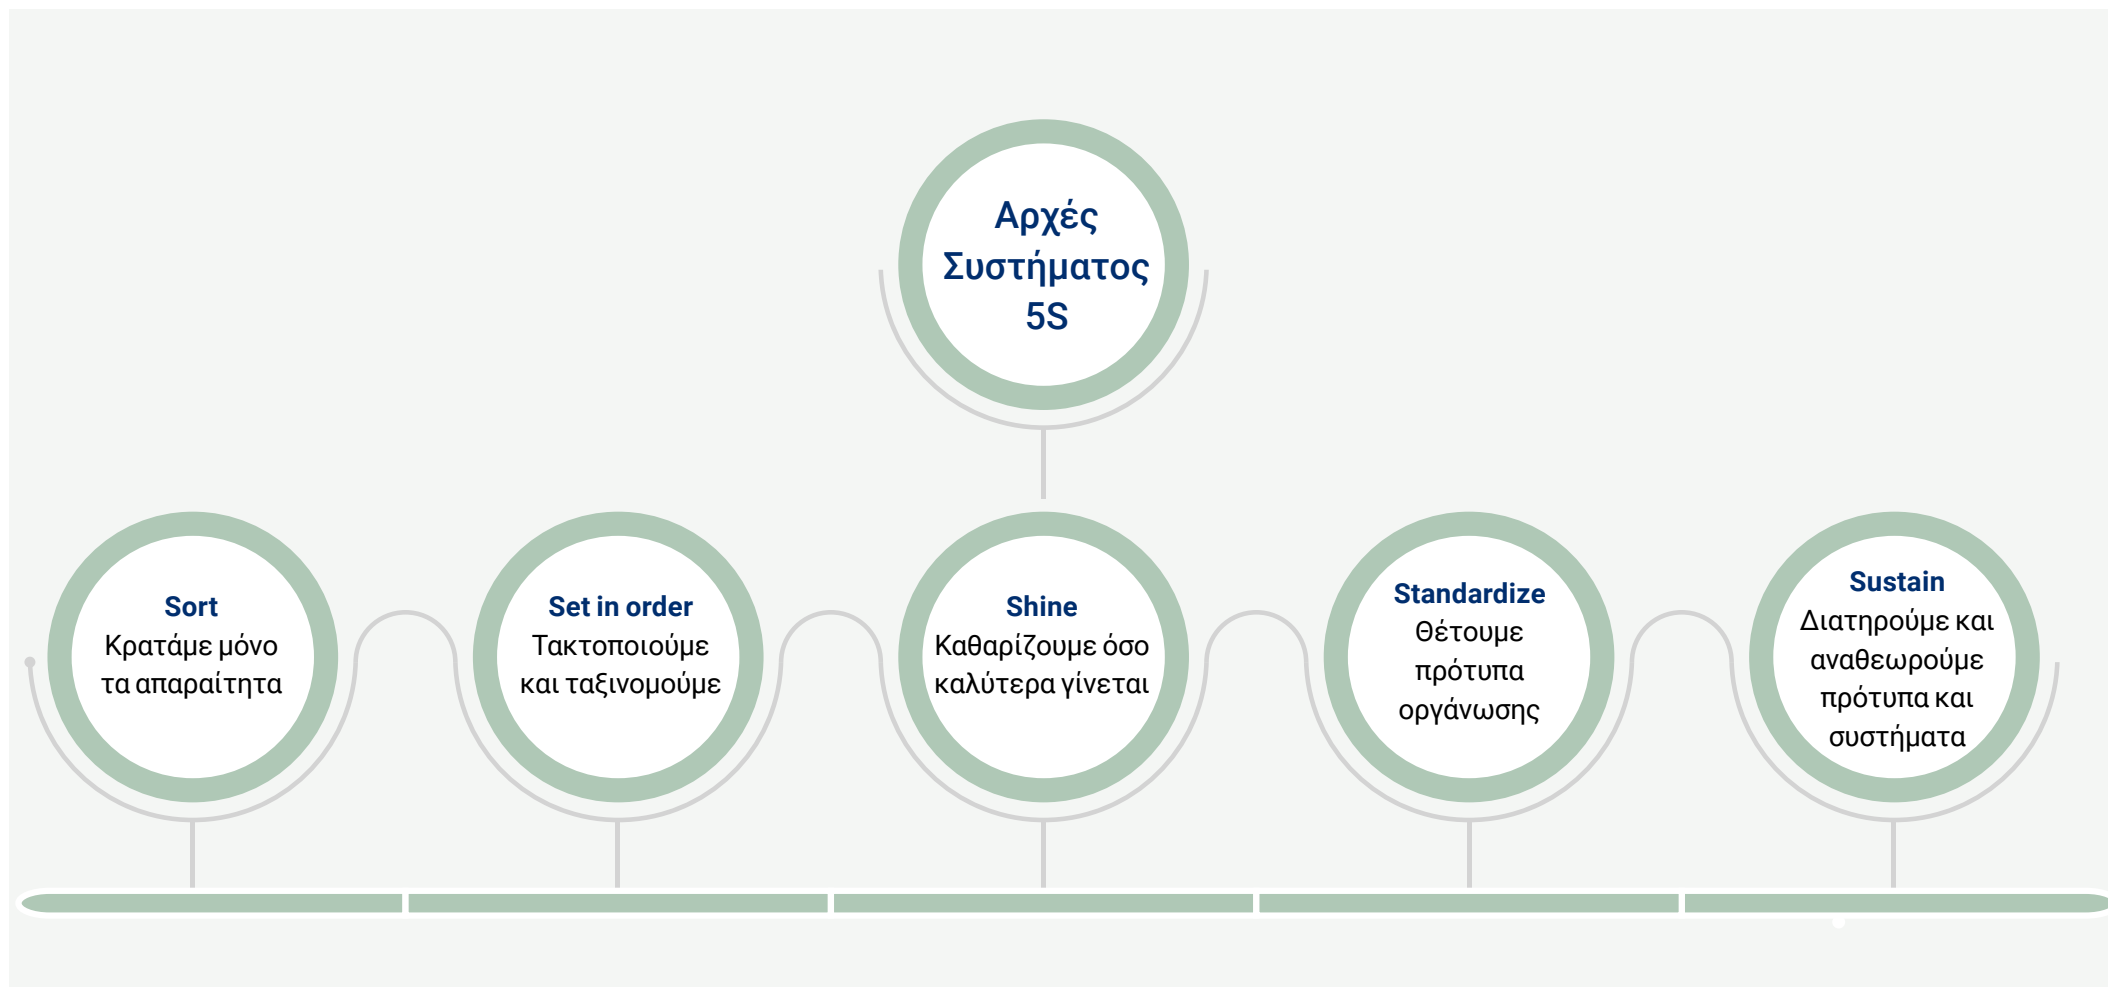 Αρχές
Συστήματος
5S
Sort
Κρατάμε μόνο
τα απαραίτητα
Set in order
Τακτοποιούμε
και ταξινομούμε
Shine
Καθαρίζουμε όσο
καλύτερα γίνεται
Standardize
Θέτουμε
πρότυπα
οργάνωσης
Sustain
Διατηρούμε και
αναθεωρούμε
πρότυπα και
συστήματα